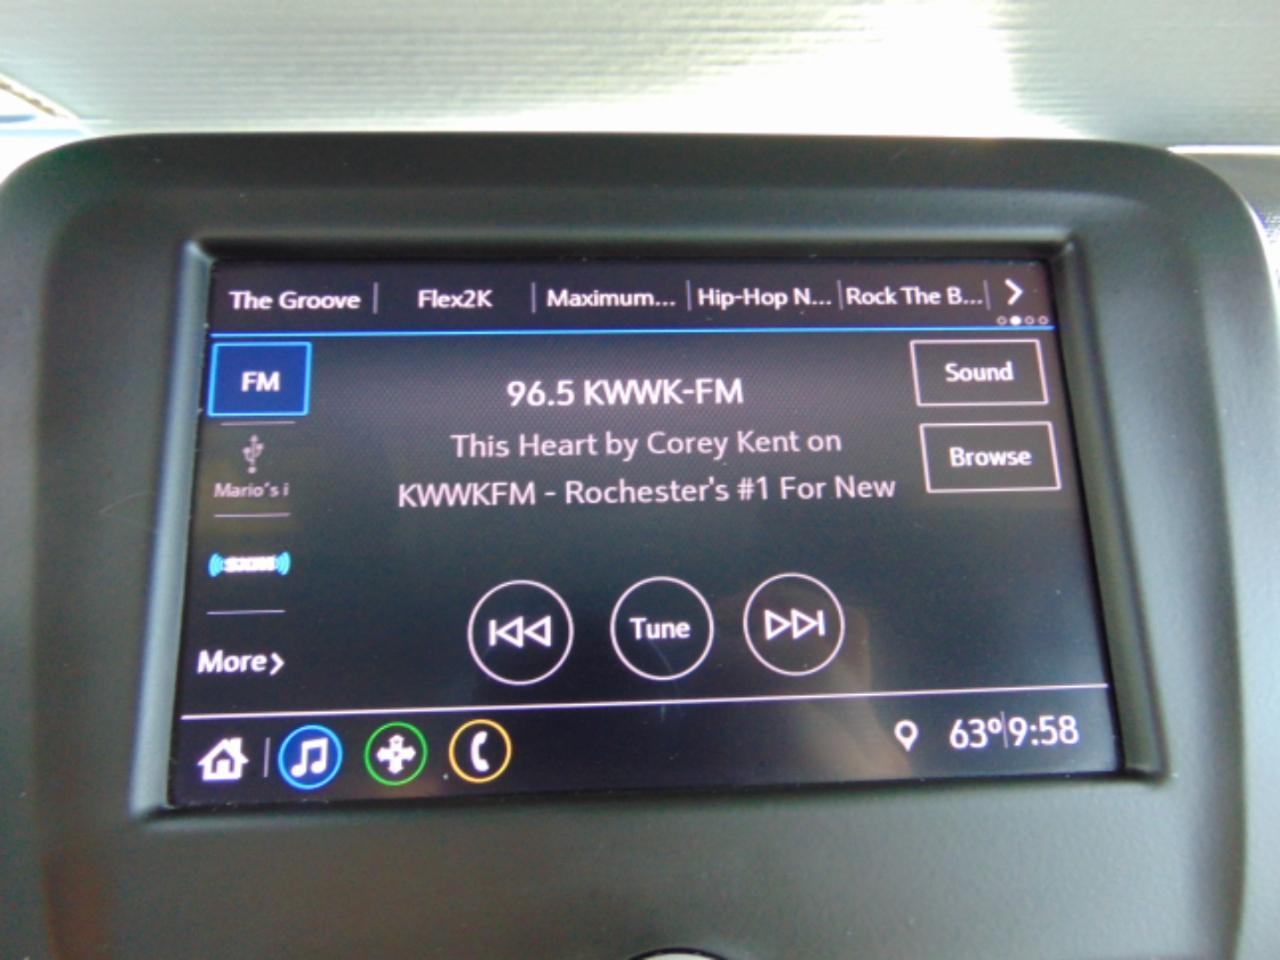 The Groove
Flex2K
Maximum...
Hip-Hop N...
Rock The B...
FM
96.5 KWWK-FM
Sound
This Heart by Corey Kent on
Browse
Mario's i
KWWKFM - Rochester's #1 For New
SXM
Tune
More
63° 9:58